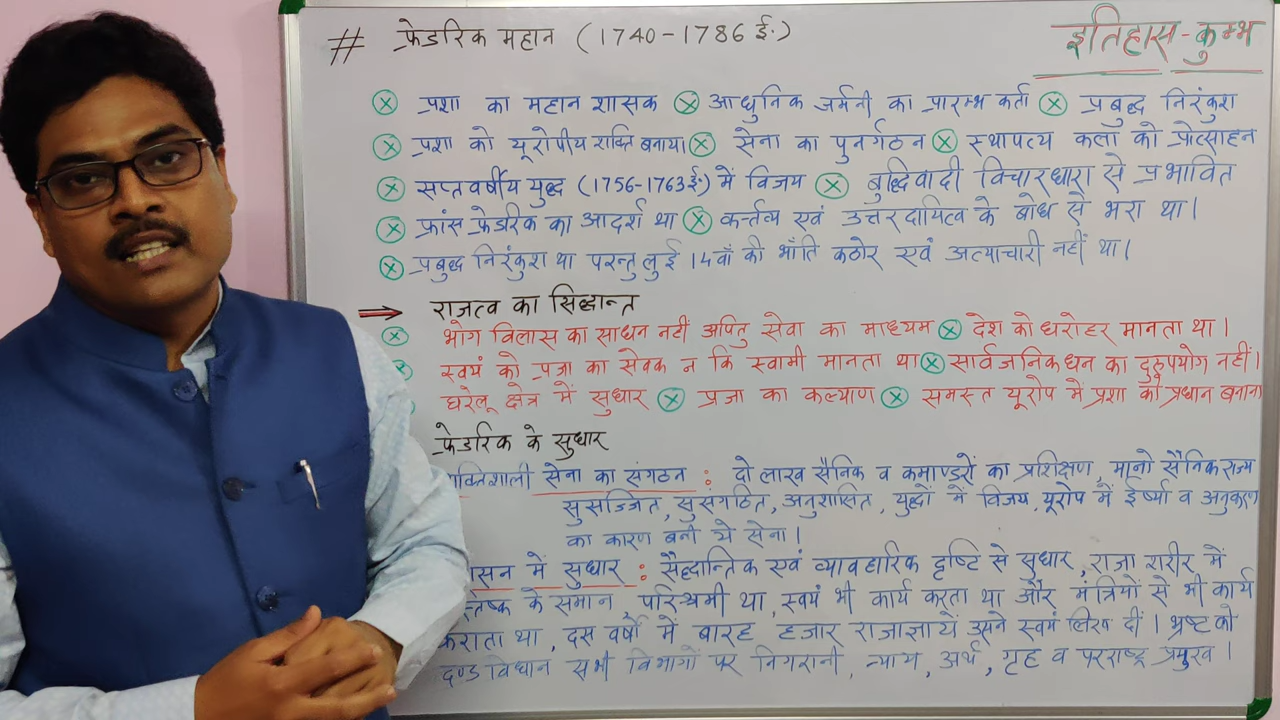 # फ्रेडरिक महान (1740-1786 ई.)
इतिहास-कुम्भ
ⓧ प्रशा का महान शासक ⓧ आधुनिक जर्मनी का प्रारम्भ कर्ता ⓧ प्रबुद्ध निरंकुश
ⓧ प्रशा को यूरोपीय शक्ति बनाया ⓧ सेना का पुनर्गठन ⓧ स्थापत्य कला को प्रोत्साहन
ⓧ सप्तवर्षीय युद्ध (1756-1763ई.) में विजय ⓧ बुद्धिवादी विचारधारा से प्रभावित
ⓧ फ्रांस फ्रेडरिक का आदर्श था ⓧ कर्त्तव्य एवं उत्तरदायित्व के बोध से भरा था।
ⓧ प्रबुद्ध निरंकुश था परन्तु लुई 14वाँ की भाँति कठोर एवं अत्याचारी नहीं था।
⇒ राजत्व का सिद्धान्त
ⓧ भोग विलास का साधन नहीं अपितु सेवा का माध्यम ⓧ देश को धरोहर मानता था।
स्वयं को प्रजा का सेवक न कि स्वामी मानता था ⓧ सार्वजनिक धन का दुरुपयोग नहीं।
घरेलू क्षेत्र में सुधार ⓧ प्रजा का कल्याण ⓧ समस्त यूरोप में प्रशा को प्रधान बनाना
फ्रेडरिक के सुधार
क्तिशाली सेना का संगठन : दो लाख सैनिक व कमाण्डरों का प्रशिक्षण, मानो सैनिक राज्य
सुसज्जित, सुसंगठित, अनुशासित, युद्धों में विजय, यूरोप में ईर्ष्या व अनुकरण
का कारण बनी ये सेना।
सन में सुधार : सैद्धान्तिक एवं व्यावहारिक दृष्टि से सुधार, राजा शरीर में
स्तिष्क के समान, परिश्रमी था, स्वयं भी कार्य करता था और मंत्रियों से भी कार्य
कराता था, दस वर्षों में बारह हजार राजाज्ञायें उसने स्वयं लिख दीं। भ्रष्ट को
दण्ड विधान सभी विभागों पर निगरानी, न्याय, अर्थ, गृह व परराष्ट्र प्रमुख।